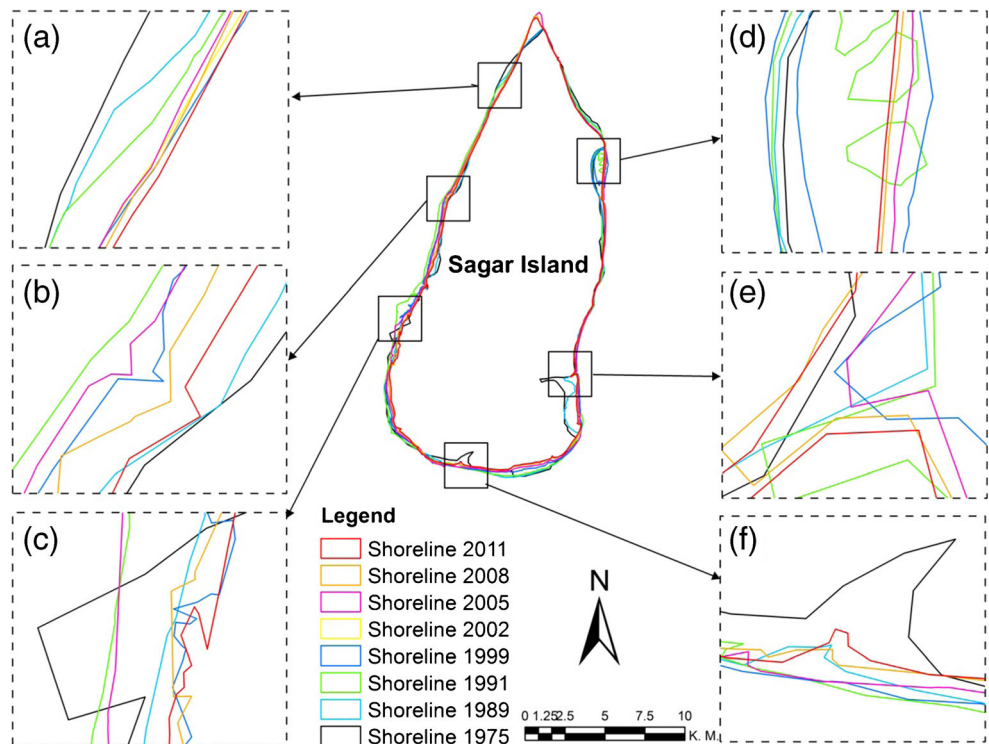 (a)
(d)
Sagar Island
(b)
(e)
(c)
(f)
Legend
Shoreline 2011
Shoreline 2008
Shoreline 2005
Shoreline 2002
Shoreline 1999
Shoreline 1991
Shoreline 1989
Shoreline 1975
N
0 1.25 2.5 5 7.5 10
K. M.